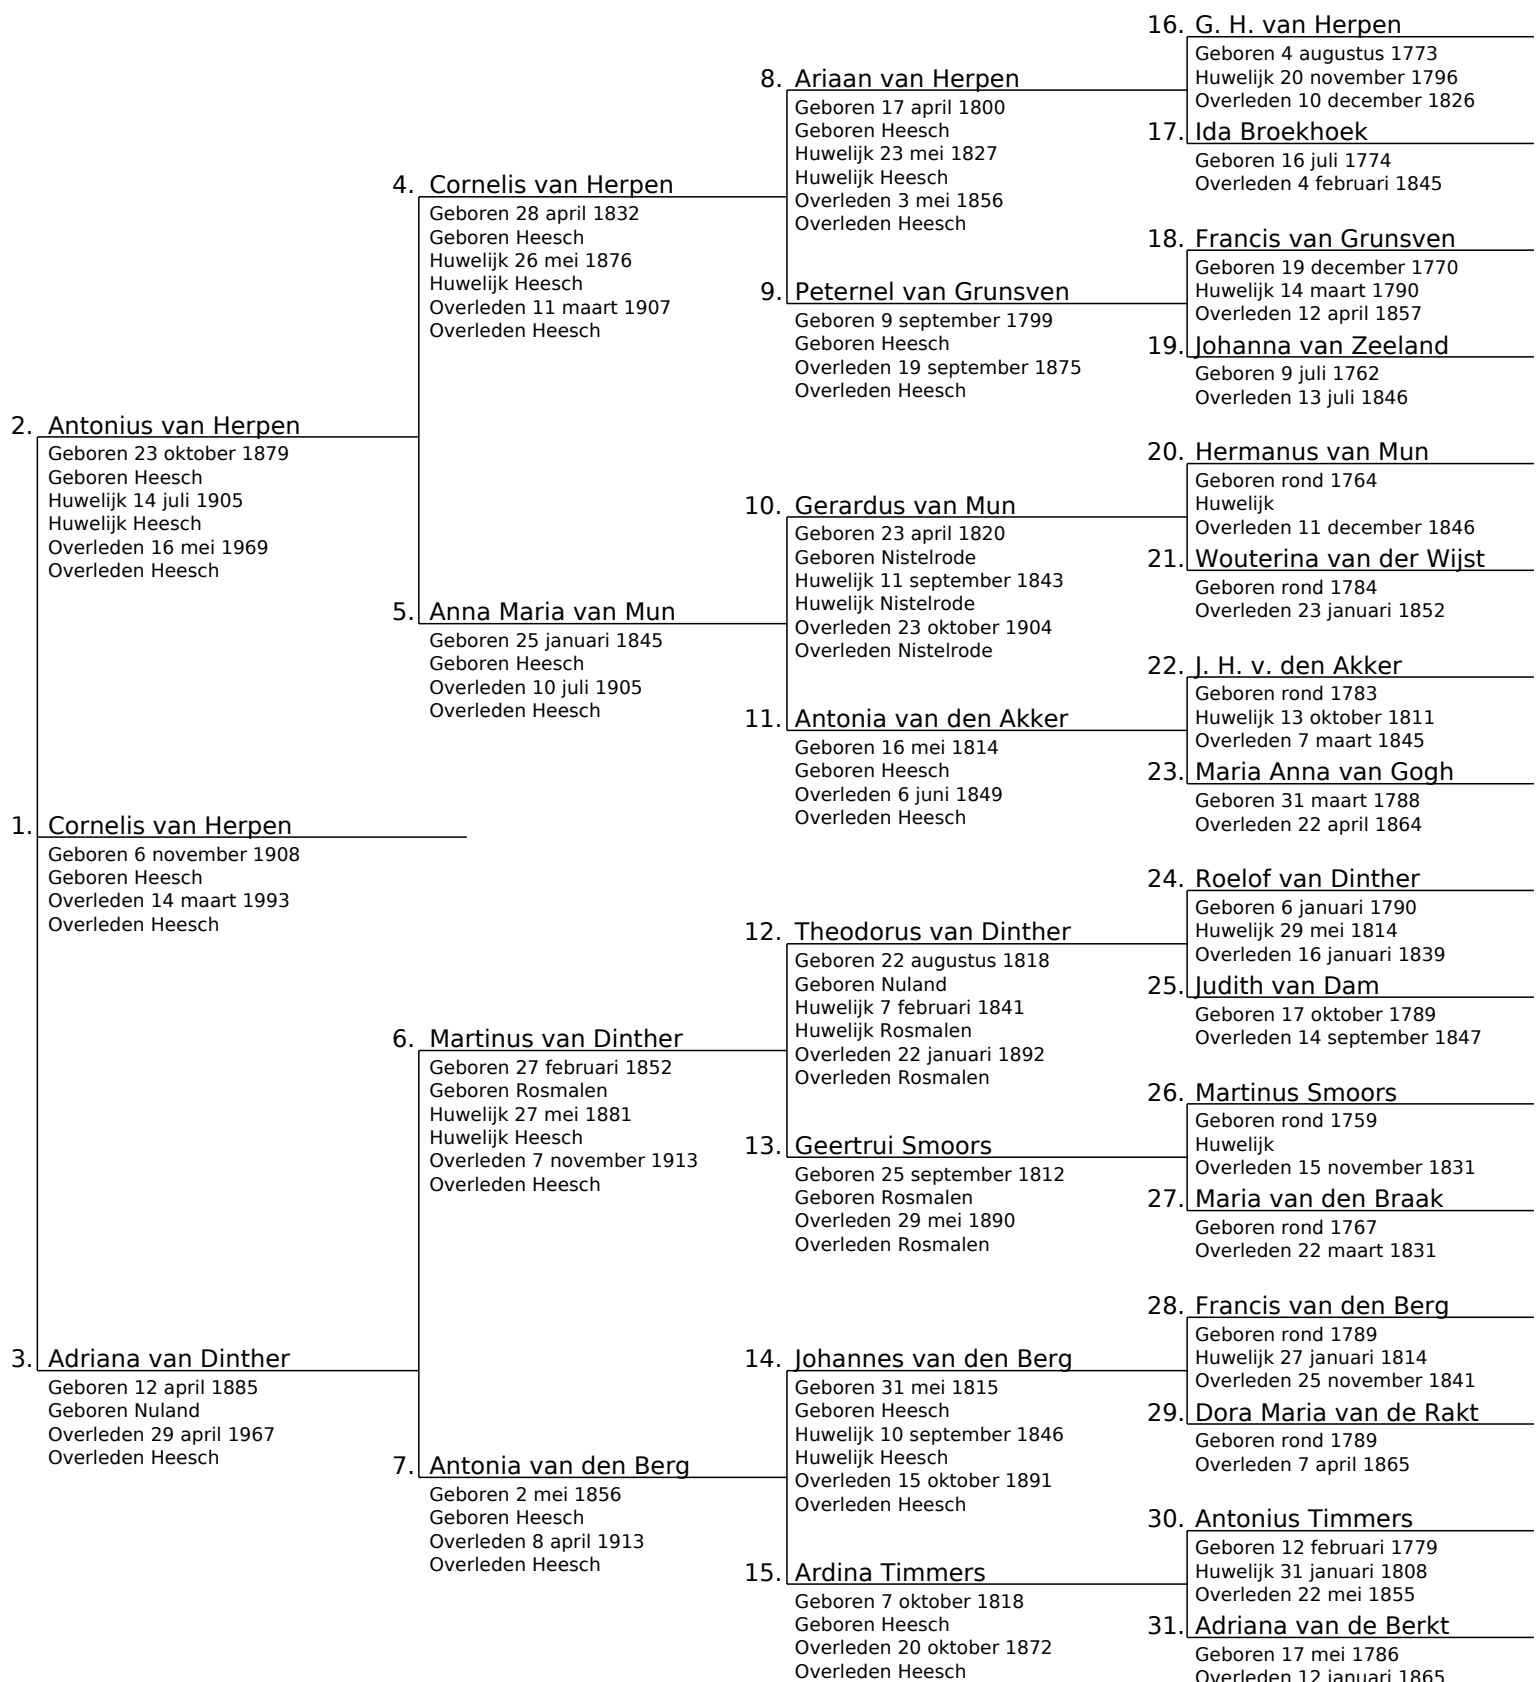 16. G. H. van Herpen
Geboren 4 augustus 1773
Huwelijk 20 november 1796
Overleden 10 december 1826
8. Ariaan van Herpen
Geboren 17 april 1800
Geboren Heesch
Huwelijk 23 mei 1827
Huwelijk Heesch
Overleden 3 mei 1856
Overleden Heesch
17. Ida Broekhoek
Geboren 16 juli 1774
Overleden 4 februari 1845
4. Cornelis van Herpen
Geboren 28 april 1832
Geboren Heesch
Huwelijk 26 mei 1876
Huwelijk Heesch
Overleden 11 maart 1907
Overleden Heesch
18. Francis van Grunsven
Geboren 19 december 1770
Huwelijk 14 maart 1790
Overleden 12 april 1857
9. Peternel van Grunsven
Geboren 9 september 1799
Geboren Heesch
Overleden 19 september 1875
Overleden Heesch
19. Johanna van Zeeland
Geboren 9 juli 1762
Overleden 13 juli 1846
2. Antonius van Herpen
Geboren 23 oktober 1879
Geboren Heesch
Huwelijk 14 juli 1905
Huwelijk Heesch
Overleden 16 mei 1969
Overleden Heesch
20. Hermanus van Mun
Geboren rond 1764
Huwelijk
Overleden 11 december 1846
10. Gerardus van Mun
Geboren 23 april 1820
Geboren Nistelrode
Huwelijk 11 september 1843
Huwelijk Nistelrode
Overleden 23 oktober 1904
Overleden Nistelrode
21. Wouterina van der Wijst
Geboren rond 1784
Overleden 23 januari 1852
5. Anna Maria van Mun
Geboren 25 januari 1845
Geboren Heesch
Overleden 10 juli 1905
Overleden Heesch
22. J. H. v. den Akker
Geboren rond 1783
Huwelijk 13 oktober 1811
Overleden 7 maart 1845
11. Antonia van den Akker
Geboren 16 mei 1814
Geboren Heesch
Overleden 6 juni 1849
Overleden Heesch
23. Maria Anna van Gogh
Geboren 31 maart 1788
Overleden 22 april 1864
1. Cornelis van Herpen
Geboren 6 november 1908
Geboren Heesch
Overleden 14 maart 1993
Overleden Heesch
24. Roelof van Dinther
Geboren 6 januari 1790
Huwelijk 29 mei 1814
Overleden 16 januari 1839
12. Theodorus van Dinther
Geboren 22 augustus 1818
Geboren Nuland
Huwelijk 7 februari 1841
Huwelijk Rosmalen
Overleden 22 januari 1892
Overleden Rosmalen
25. Judith van Dam
Geboren 17 oktober 1789
Overleden 14 september 1847
6. Martinus van Dinther
Geboren 27 februari 1852
Geboren Rosmalen
Huwelijk 27 mei 1881
Huwelijk Heesch
Overleden 7 november 1913
Overleden Heesch
26. Martinus Smoors
Geboren rond 1759
Huwelijk
Overleden 15 november 1831
13. Geertrui Smoors
Geboren 25 september 1812
Geboren Rosmalen
Overleden 29 mei 1890
Overleden Rosmalen
27. Maria van den Braak
Geboren rond 1767
Overleden 22 maart 1831
28. Francis van den Berg
Geboren rond 1789
Huwelijk 27 januari 1814
Overleden 25 november 1841
3. Adriana van Dinther
Geboren 12 april 1885
Geboren Nuland
Overleden 29 april 1967
Overleden Heesch
14. Johannes van den Berg
Geboren 31 mei 1815
Geboren Heesch
Huwelijk 10 september 1846
Huwelijk Heesch
Overleden 15 oktober 1891
Overleden Heesch
29. Dora Maria van de Rakt
Geboren rond 1789
Overleden 7 april 1865
7. Antonia van den Berg
Geboren 2 mei 1856
Geboren Heesch
Overleden 8 april 1913
Overleden Heesch
30. Antonius Timmers
Geboren 12 februari 1779
Huwelijk 31 januari 1808
Overleden 22 mei 1855
15. Ardina Timmers
Geboren 7 oktober 1818
Geboren Heesch
Overleden 20 oktober 1872
Overleden Heesch
31. Adriana van de Berkt
Geboren 17 mei 1786
Overleden 12 januari 1865